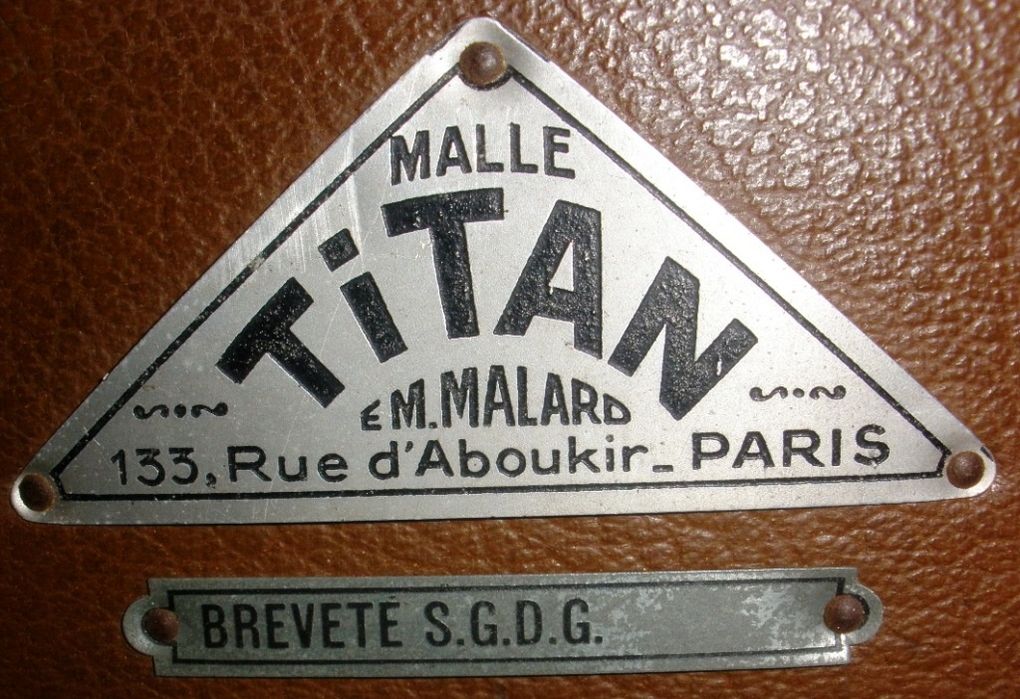 MALLE
TiTAN
EM. MALARD
133, Rue d'Aboukir_ PARIS
BREVETÉ S.G.D.G.